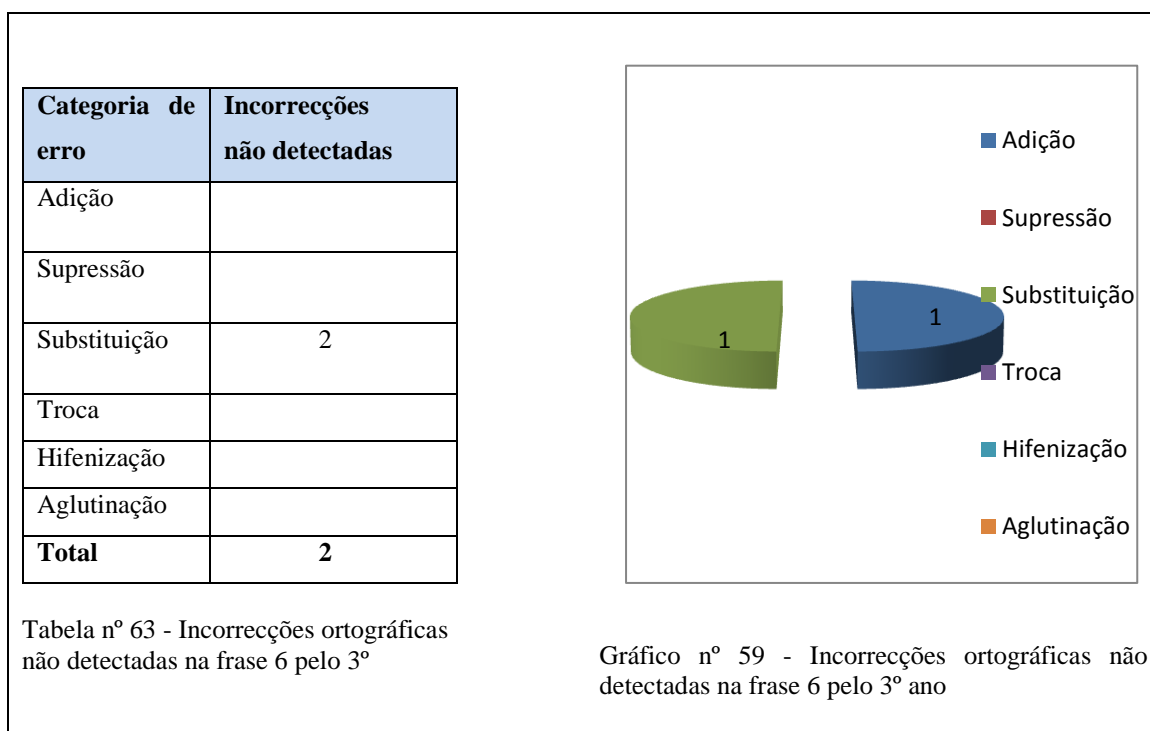 Categoria de erro
Incorrecções não detectadas
Adição
Supressão
Substituição 2
Troca
Hifenização
Aglutinação
Total 2
Tabela nº 63 - Incorrecções ortográficas
não detectadas na frase 6 pelo 3º
1
1
Adição
Supressão
Substituição
Troca
Hifenização
Aglutinação
Gráfico nº 59 - Incorrecções ortográficas não
detectadas na frase 6 pelo 3º ano